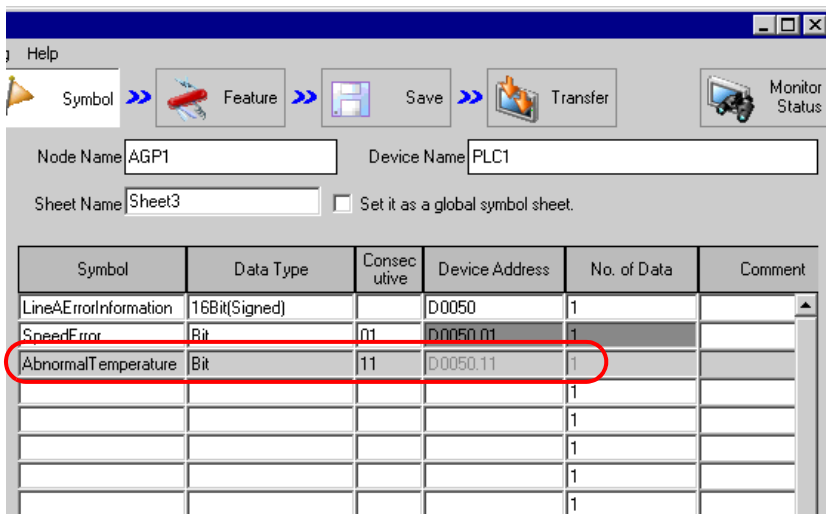 g Help
Symbol Feature Save Transfer Monitor Status
Node Name AGP1 Device Name PLC1
Sheet Name Sheet3 Set it as a global symbol sheet.
Symbol Data Type Consecutive Device Address No. of Data Comment
LineAErrorInformation 16Bit(Signed) D0050 1
SpeedError Bit 01 D0050.01 1
AbnormalTemperature Bit 11 D0050.11 1
1
1
1
1
1